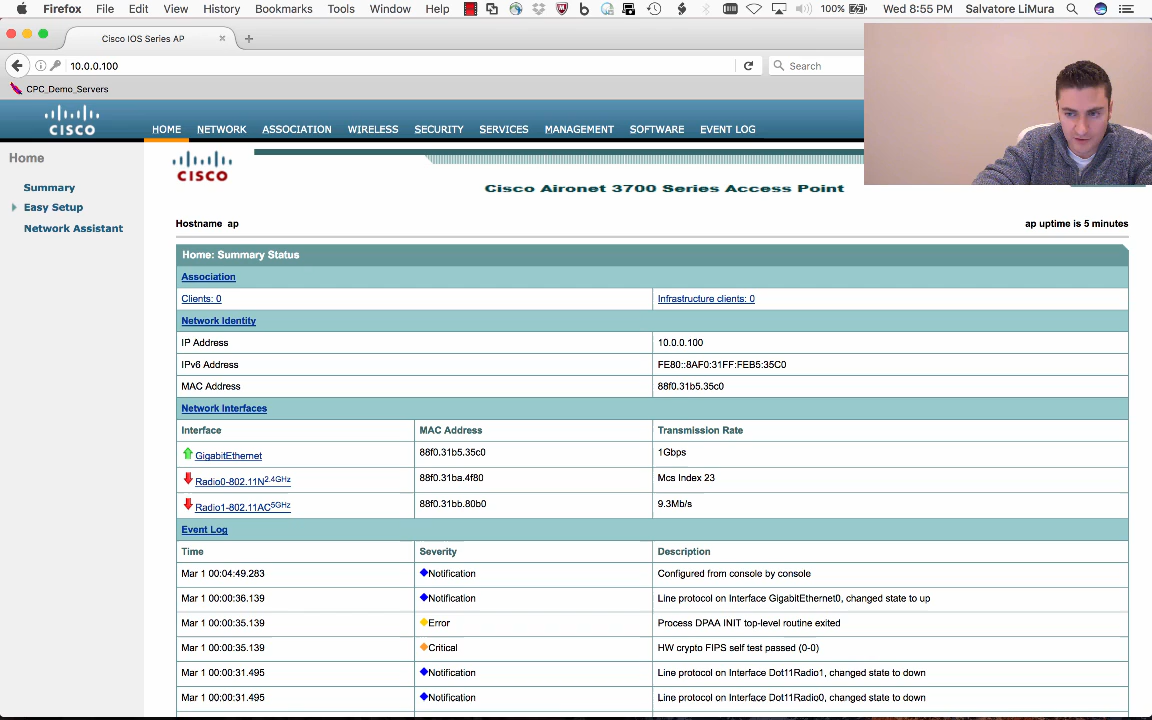 Firefox File Edit View History Bookmarks Tools Window Help 100% Wed 8:55 PM Salvatore LiMura
Cisco IOS Series AP
10.0.0.100 Search
CPC_Demo_Servers
CISCO HOME NETWORK ASSOCIATION WIRELESS SECURITY SERVICES MANAGEMENT SOFTWARE EVENT LOG
Home
Summary
Easy Setup
Network Assistant
CISCO
Cisco Aironet 3700 Series Access Point
Hostname ap ap uptime is 5 minutes
Home: Summary Status
Association
Clients: 0 Infrastructure clients: 0
Network Identity
IP Address 10.0.0.100
IPv6 Address FE80::8AF0:31FF:FEB5:35C0
MAC Address 88f0.31b5.35c0
Network Interfaces
Interface MAC Address Transmission Rate
GigabitEthernet 88f0.31b5.35c0 1Gbps
Radio0-802.11N2.4GHz 88f0.31ba.4f80 Mcs Index 23
Radio1-802.11AC5GHz 88f0.31bb.80b0 9.3Mb/s
Event Log
Time Severity Description
Mar 1 00:04:49.283 Notification Configured from console by console
Mar 1 00:00:36.139 Notification Line protocol on Interface GigabitEthernet0, changed state to up
Mar 1 00:00:35.139 Error Process DPAA INIT top-level routine exited
Mar 1 00:00:35.139 Critical HW crypto FIPS self test passed (0-0)
Mar 1 00:00:31.495 Notification Line protocol on Interface Dot11Radio1, changed state to down
Mar 1 00:00:31.495 Notification Line protocol on Interface Dot11Radio0, changed state to down